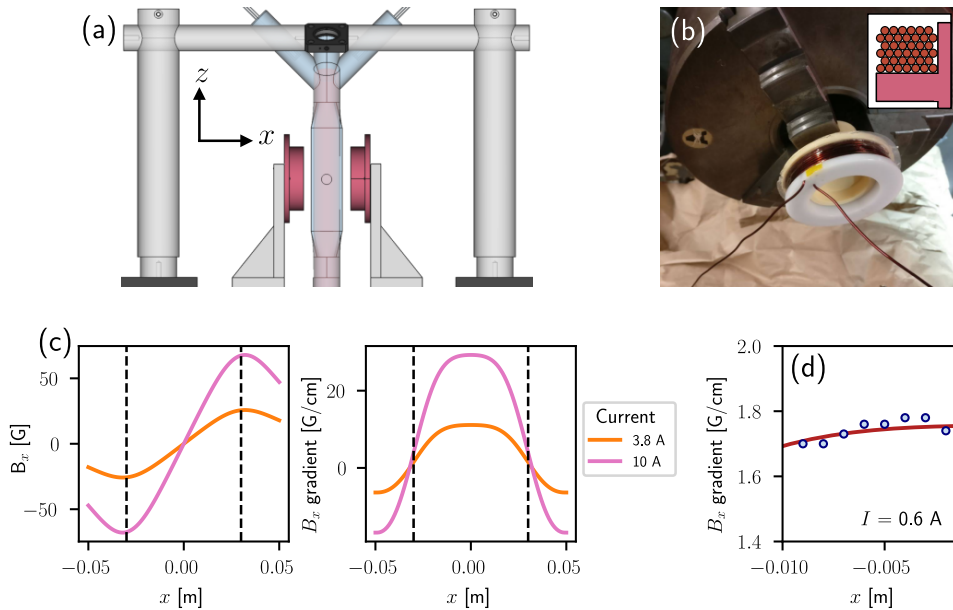 (a)
z
x
(b)
(c)
B_x [G]
50
0
−50
−0.05
0.00
0.05
x [m]
B_x gradient [G/cm]
20
0
−0.05
0.00
0.05
x [m]
Current
3.8 A
10 A
(d)
B_x gradient [G/cm]
2.0
1.8
1.6
1.4
I = 0.6 A
−0.010
−0.005
x [m]